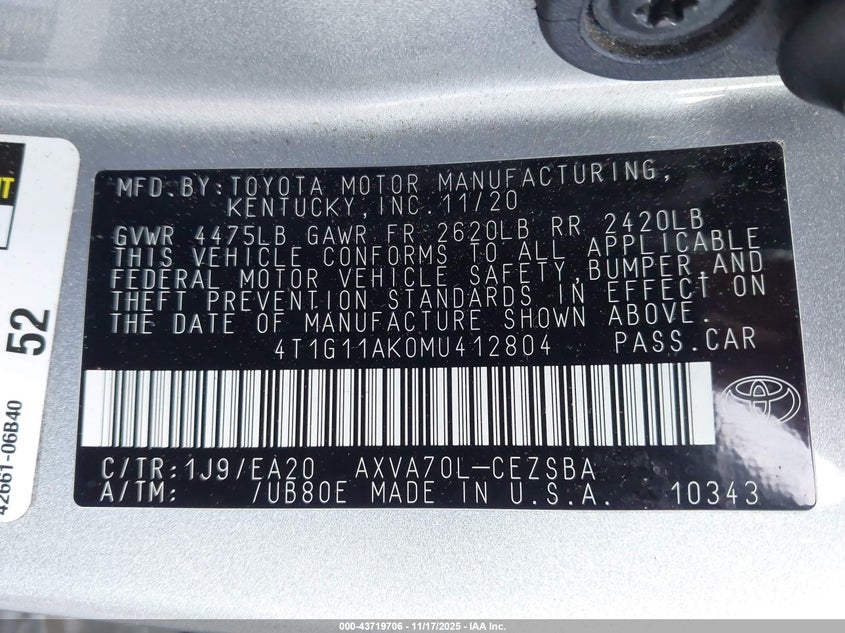 MFD.BY:TOYOTA MOTOR MANUFACTURING,
KENTUCKY,INC.11/20
GVWR 4475LB GAWR FR 2620LB RR 2420LB
THIS VEHICLE CONFORMS TO ALL APPLICABLE
FEDERAL MOTOR VEHICLE SAFETY,BUMPER,AND
THEFT PREVENTION STANDARDS IN EFFECT ON
THE DATE OF MANUFACTURE SHOWN ABOVE.
4T1G11AK0MU412804 PASS.CAR
C/TR:1J9/EA20 AXVA70L-CEZSBA
A/TM: /UB80E MADE IN U.S.A. 10343
52
42661-06B40
000-43719706 - 11/17/2025 - IAA Inc.